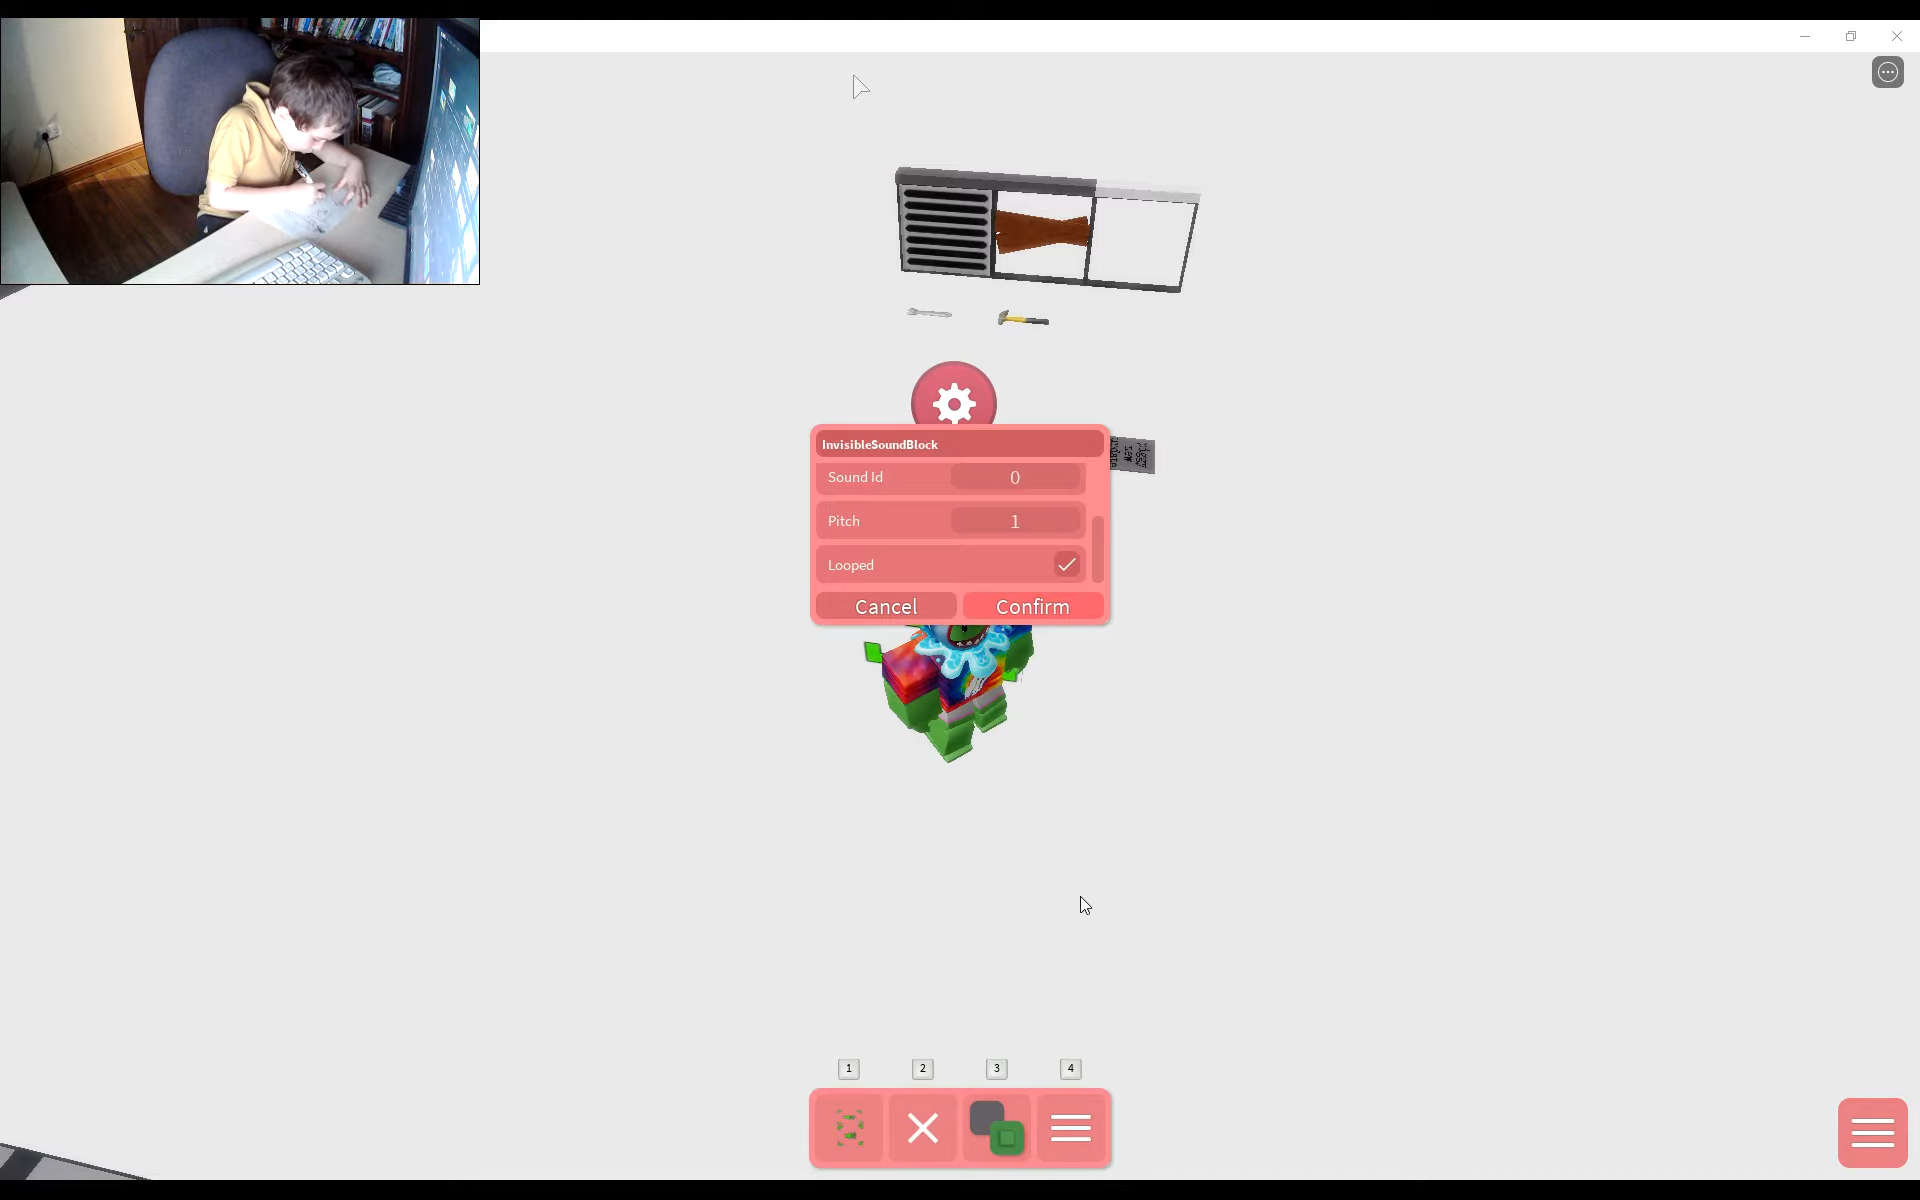 InvisibleSoundBlock
Sound Id 0
Pitch 1
Looped
Cancel Confirm
1 2 3 4